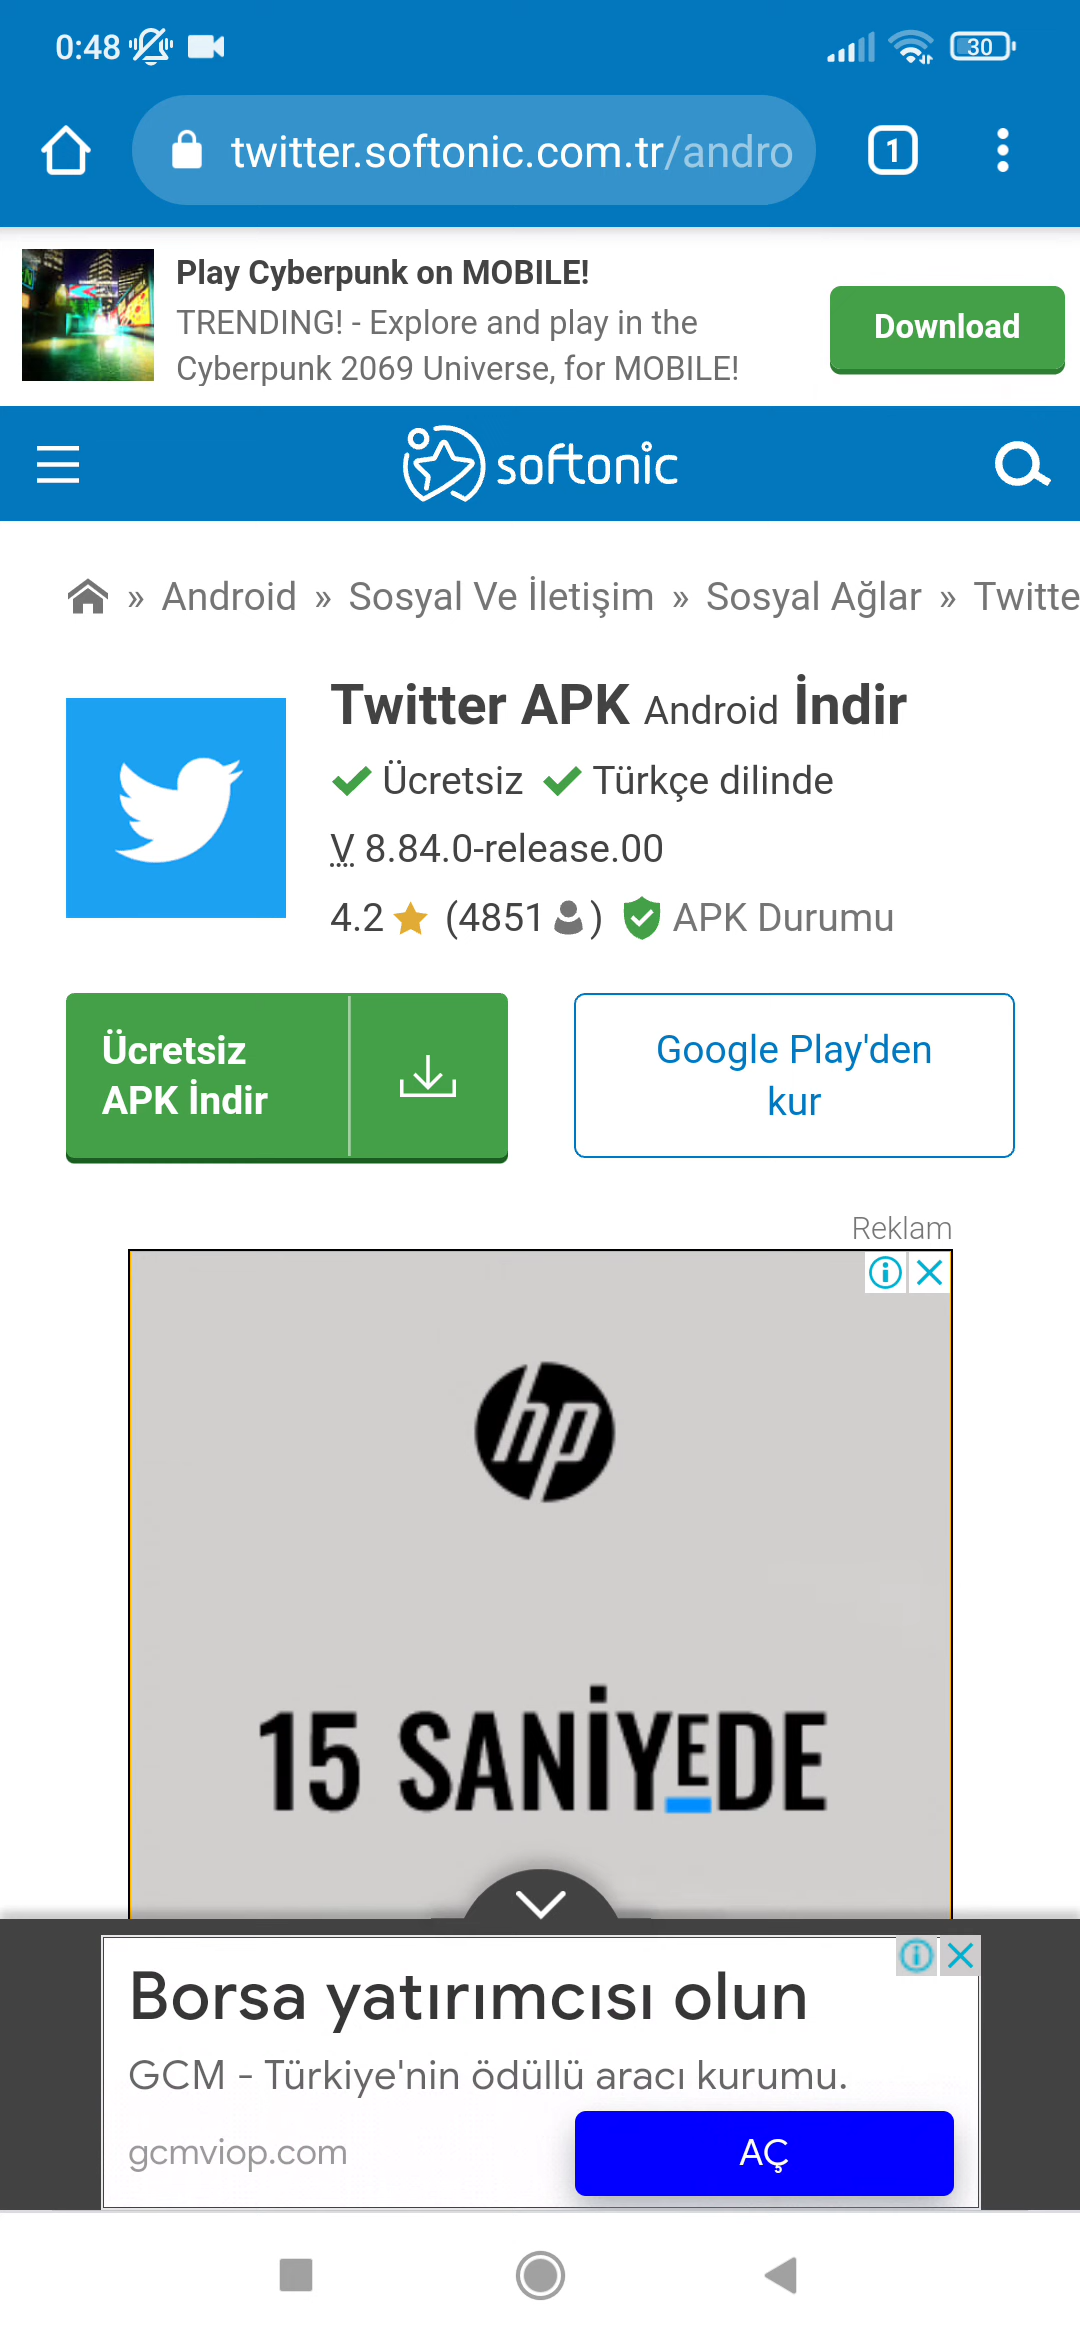 0:48
30
twitter.softonic.com.tr/andro
1
Play Cyberpunk on MOBILE!
TRENDING! - Explore and play in the
Cyberpunk 2069 Universe, for MOBILE!
Download
softonic
» Android » Sosyal Ve İletişim » Sosyal Ağlar » Twitte
Twitter APK Android İndir
Ücretsiz Türkçe dilinde
V 8.84.0-release.00
4.2 (4851) APK Durumu
Ücretsiz
APK İndir
Google Play'den
kur
Reklam
hp
15 SANİYEDE
Borsa yatırımcısı olun
GCM - Türkiye'nin ödüllü aracı kurumu.
gcmviop.com
AÇ